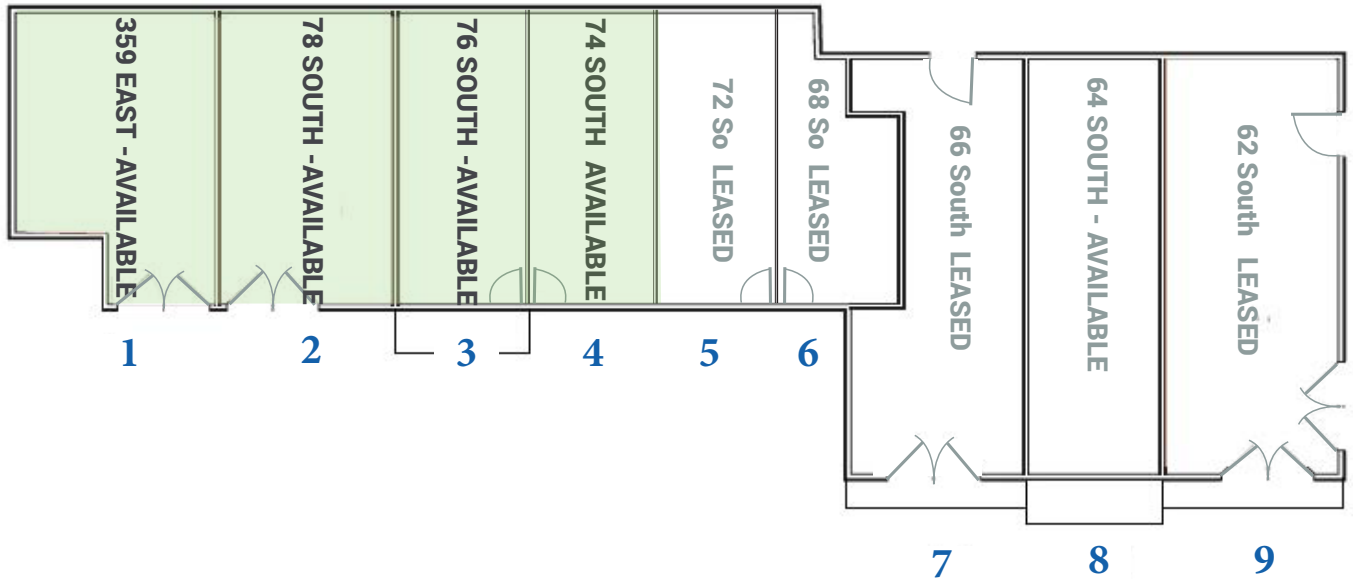 359 EAST - AVAILABLE
78 SOUTH - AVAILABLE
76 SOUTH - AVAILABLE
74 SOUTH AVAILABLE
72 So LEASED
68 So LEASED
66 South LEASED
64 SOUTH - AVAILABLE
62 South LEASED
1
2
3
4
5
6
7
8
9